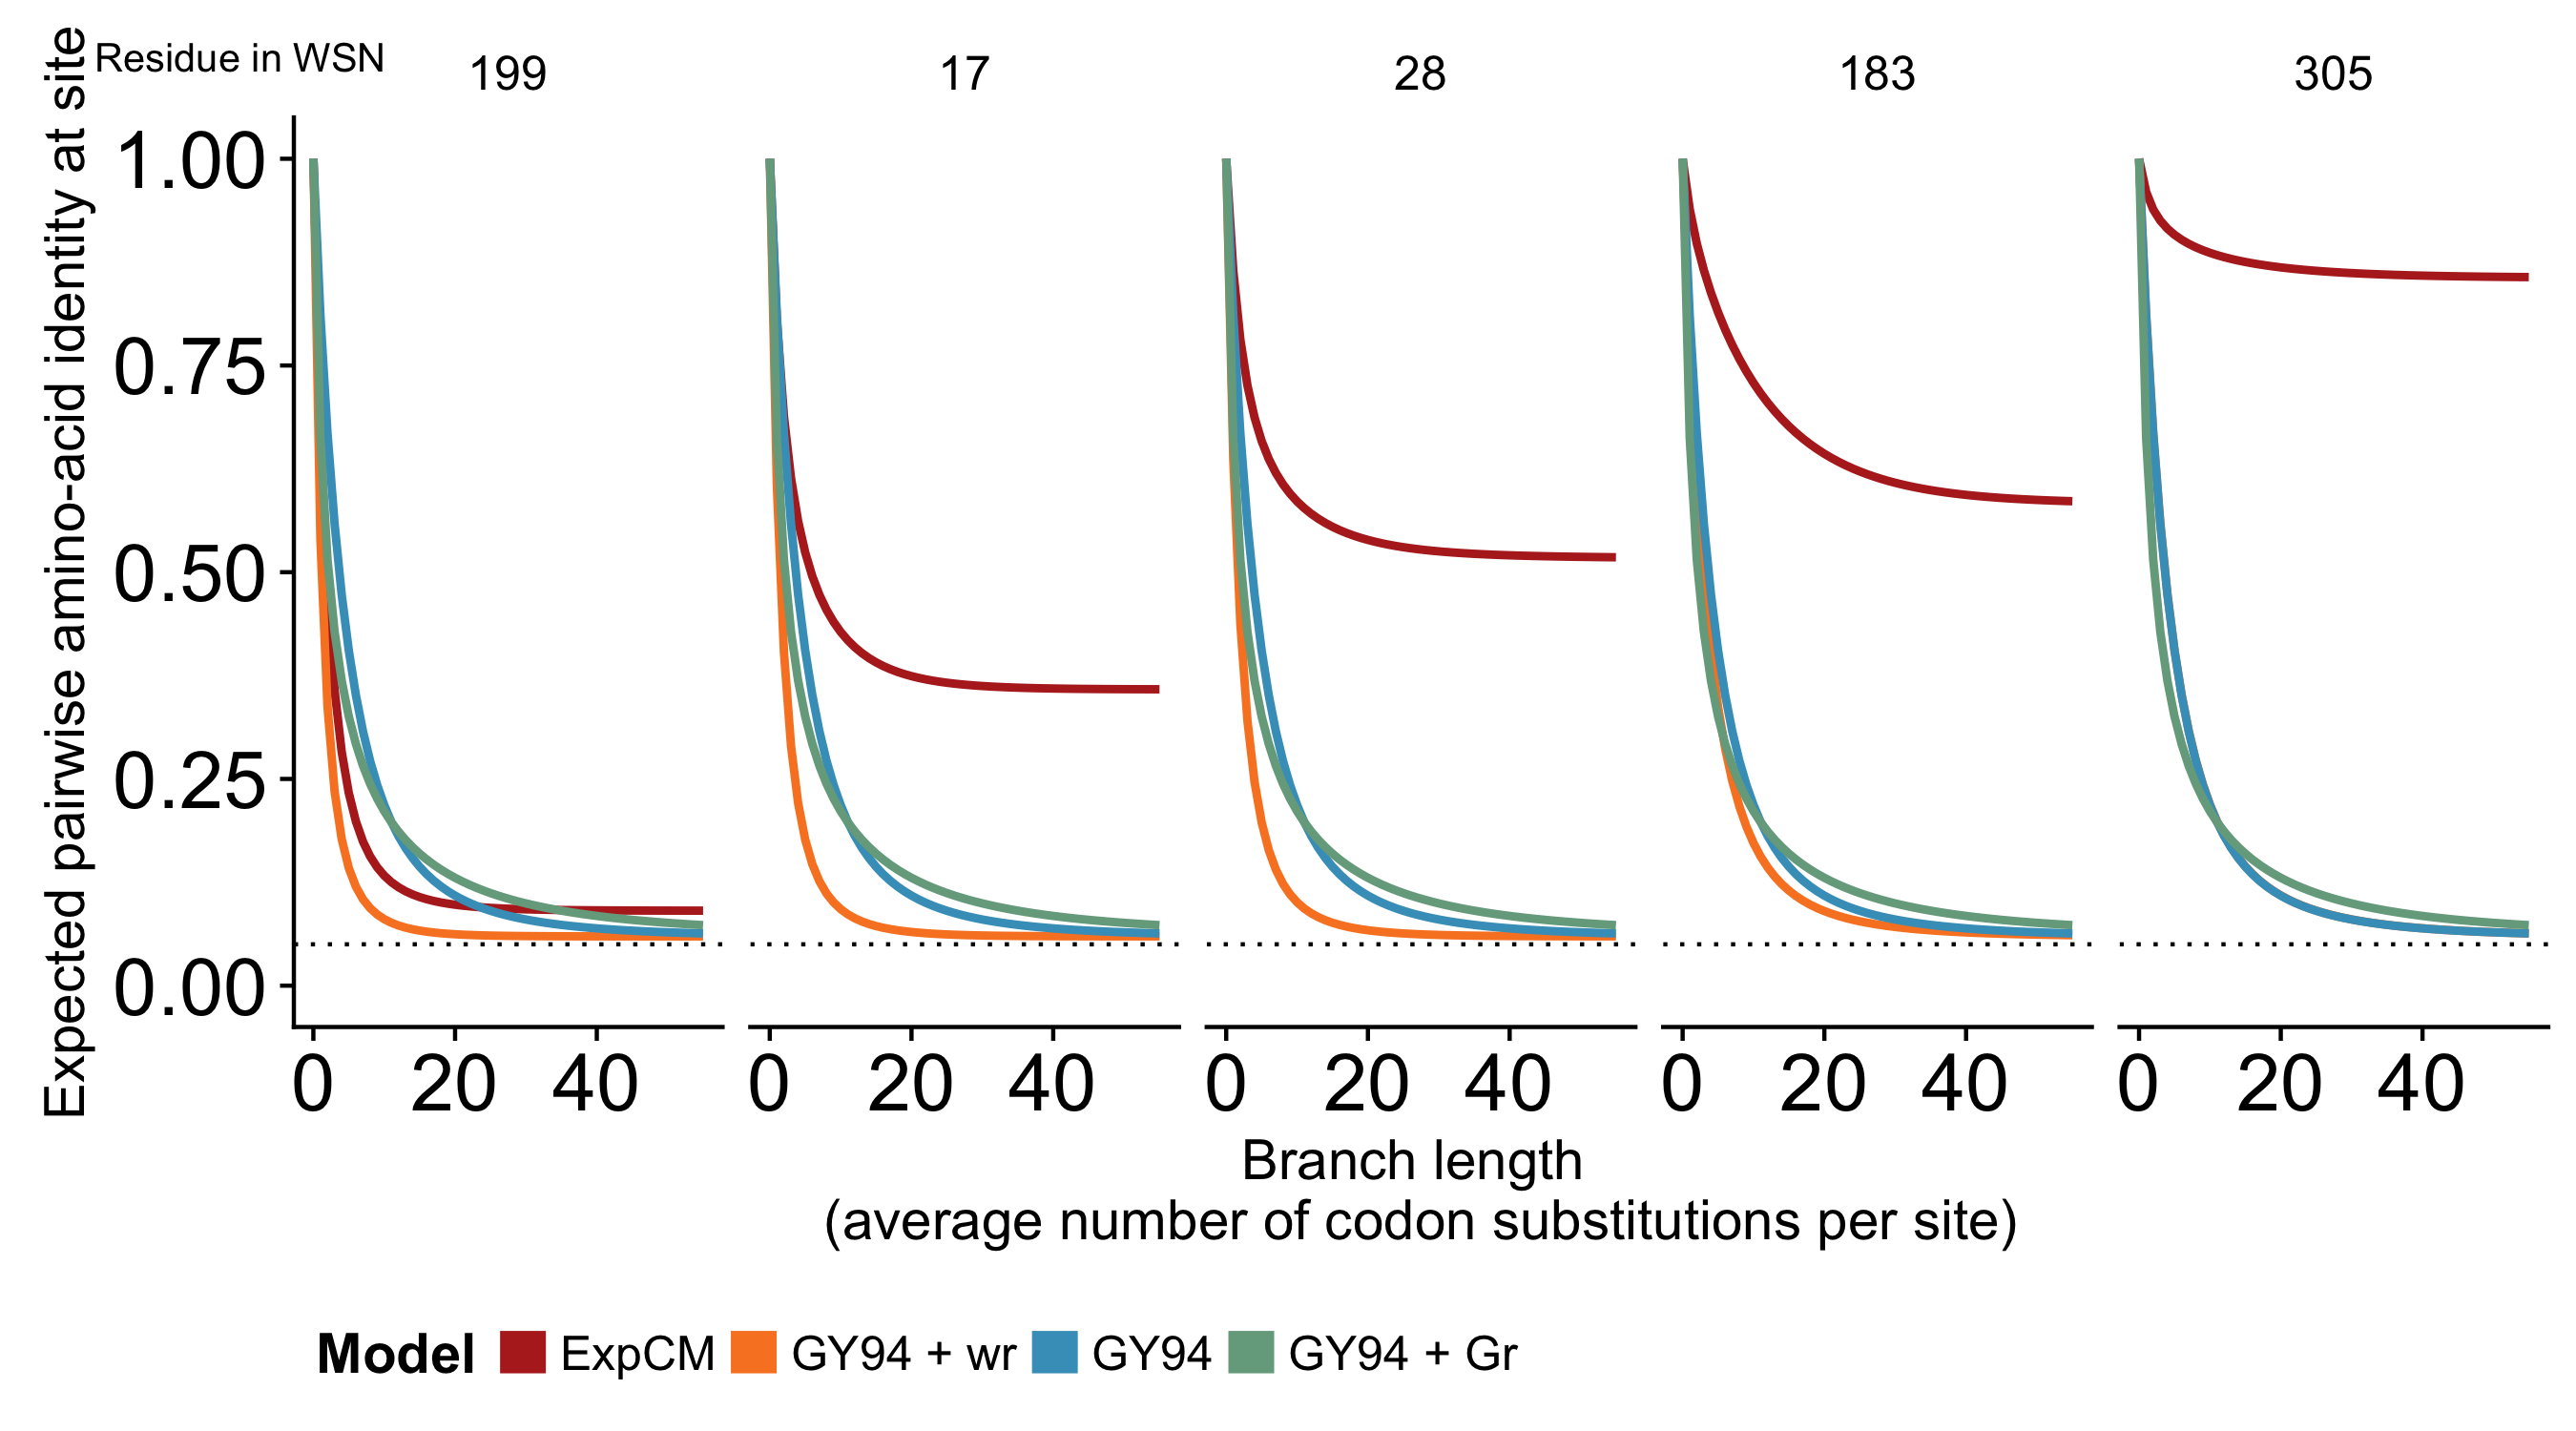 Residue in WSN
199 17 28 183 305
Expected pairwise amino-acid identity at site
1.00
0.75
0.50
0.25
0.00
0 20 40 0 20 40 0 20 40 0 20 40 0 20 40
Branch length
(average number of codon substitutions per site)
Model ExpCM GY94 + wr GY94 GY94 + Gr